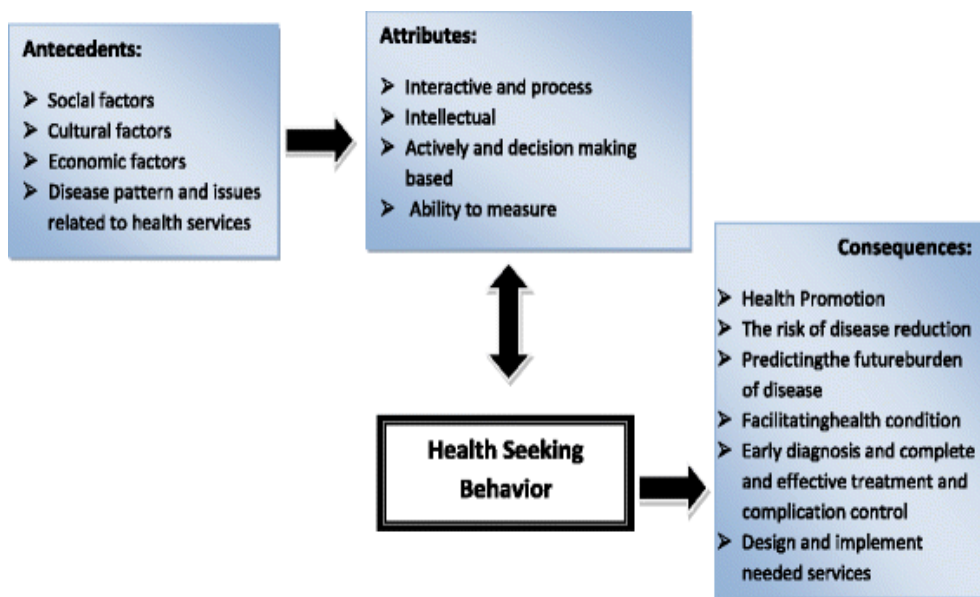 Antecedents:
➢ Social factors
➢ Cultural factors
➢ Economic factors
➢ Disease pattern and issues
related to health services
Attributes:
➢ Interactive and process
➢ Intellectual
➢ Actively and decision making
based
➢ Ability to measure
Health Seeking
Behavior
Consequences:
➢ Health Promotion
➢ The risk of disease reduction
➢ Predictingthe futureburden
of disease
➢ Facilitatinghealth condition
➢ Early diagnosis and complete
and effective treatment and
complication control
➢ Design and implement
needed services